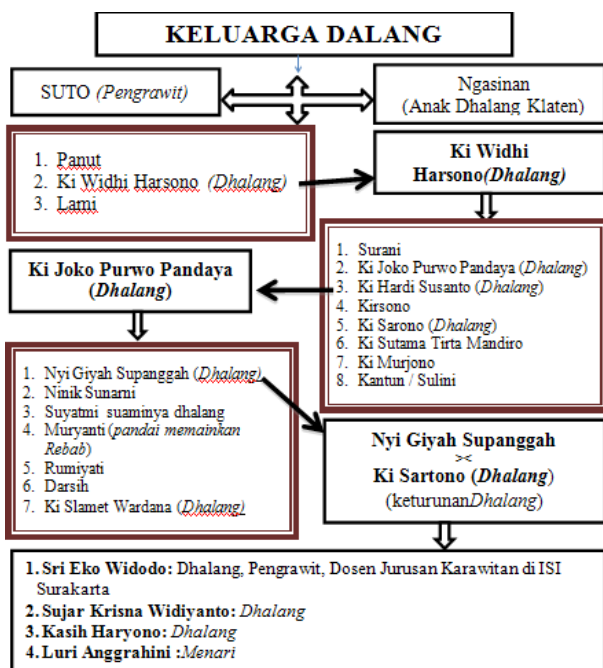 KELUARGA DALANG
SUTO (Pengrawit)
Ngasinan
(Anak Dhalang Klaten)
1. Panut
2. Ki Widhi Harsono (Dhalang)
3. Lami
Ki Widhi
Harsono(Dhalang)
1. Surani
2. Ki Joko Purwo Pandaya (Dhalang)
3. Ki Hardi Susanto (Dhalang)
4. Kirsono
5. Ki Sarono (Dhalang)
6. Ki Sutama Tirta Mandiro
7. Ki Murjono
8. Kantun / Sulini
Ki Joko Purwo Pandaya
(Dhalang)
1. Nyi Giyah Supanggah (Dhalang)
2. Ninik Sunarni
3. Suyatmi suaminya dhalang
4. Muryanti (pandai memainkan
Rebab)
5. Rumiyati
6. Darsih
7. Ki Slamet Wardana (Dhalang)
Nyi Giyah Supanggah
><
Ki Sartono (Dhalang)
(keturunanDhalang)
1. Sri Eko Widodo: Dhalang, Pengrawit, Dosen Jurusan Karawitan di ISI
Surakarta
2. Sujar Krisna Widiyanto: Dhalang
3. Kasih Haryono: Dhalang
4. Luri Anggrahini :Menari